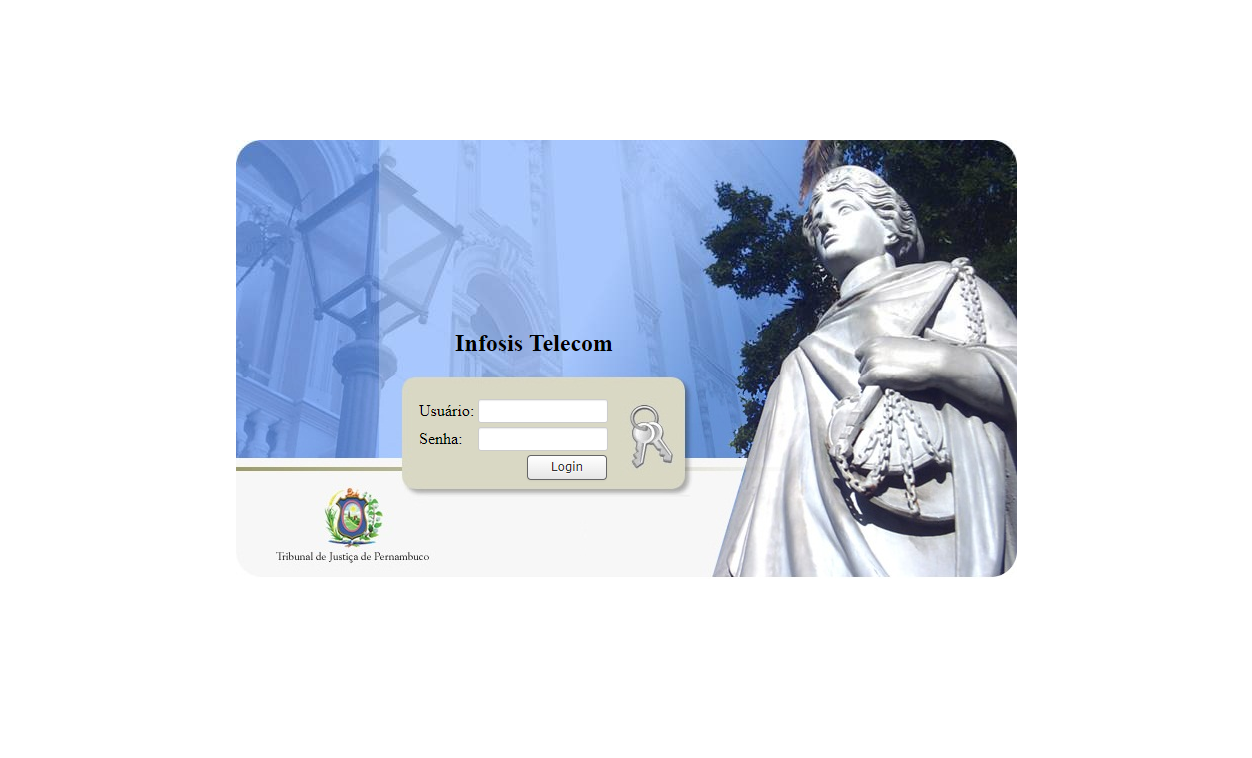 Infosis Telecom
Usuário:
Senha:
Login
Tribunal de Justiça de Pernambuco